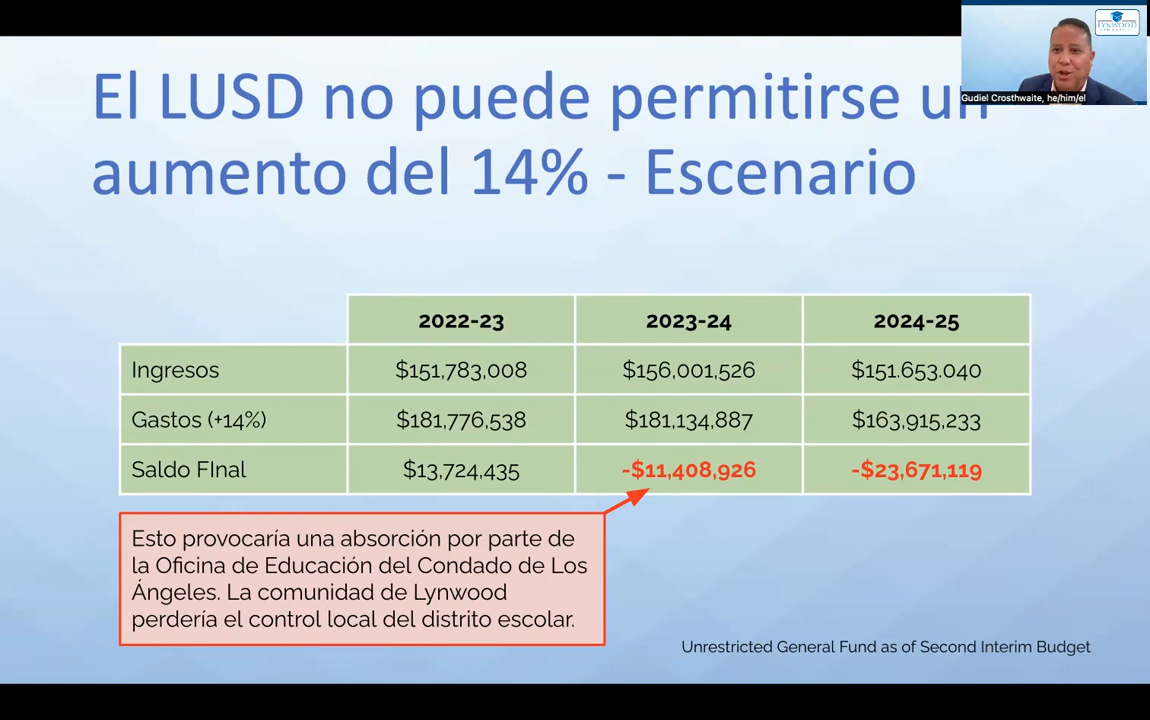 LYNWOOD
Gudiel Crosthwaite, he/him/el
El LUSD no puede permitirse un
aumento del 14% - Escenario
2022-23 2023-24 2024-25
Ingresos $151,783,008 $156,001,526 $151.653.040
Gastos (+14%) $181,776,538 $181,134,887 $163,915,233
Saldo FInal $13,724,435 -$11,408,926 -$23,671,119
Esto provocaría una absorción por parte de
la Oficina de Educación del Condado de Los
Ángeles. La comunidad de Lynwood
perdería el control local del distrito escolar.
Unrestricted General Fund as of Second Interim Budget